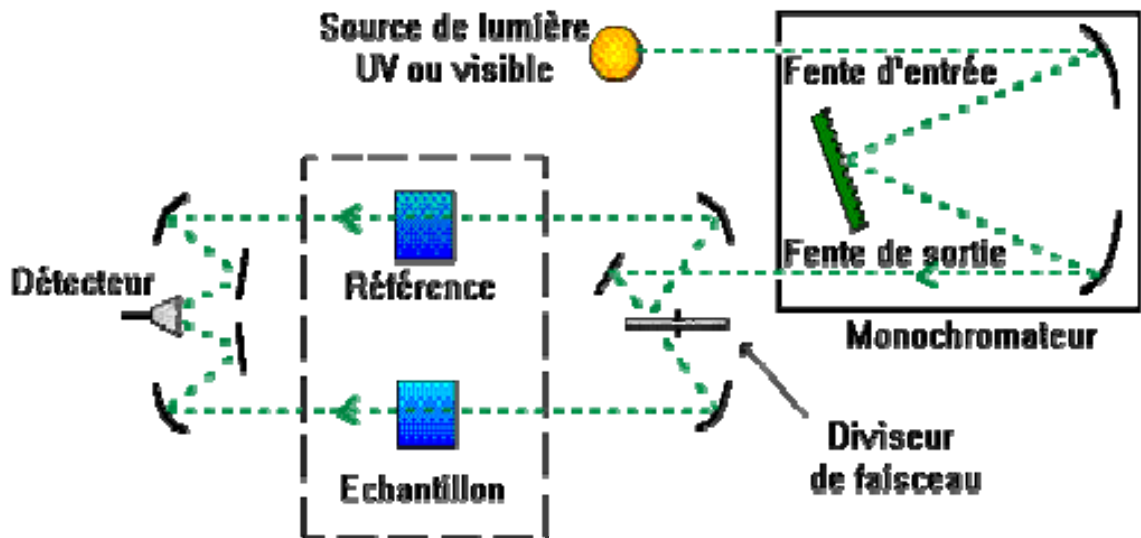 Source de lumière
UV ou visible
Fente d'entrée
Fente de sortie
Monochromateur
Référence
Détecteur
Echantillon
Diviseur
de faisceau